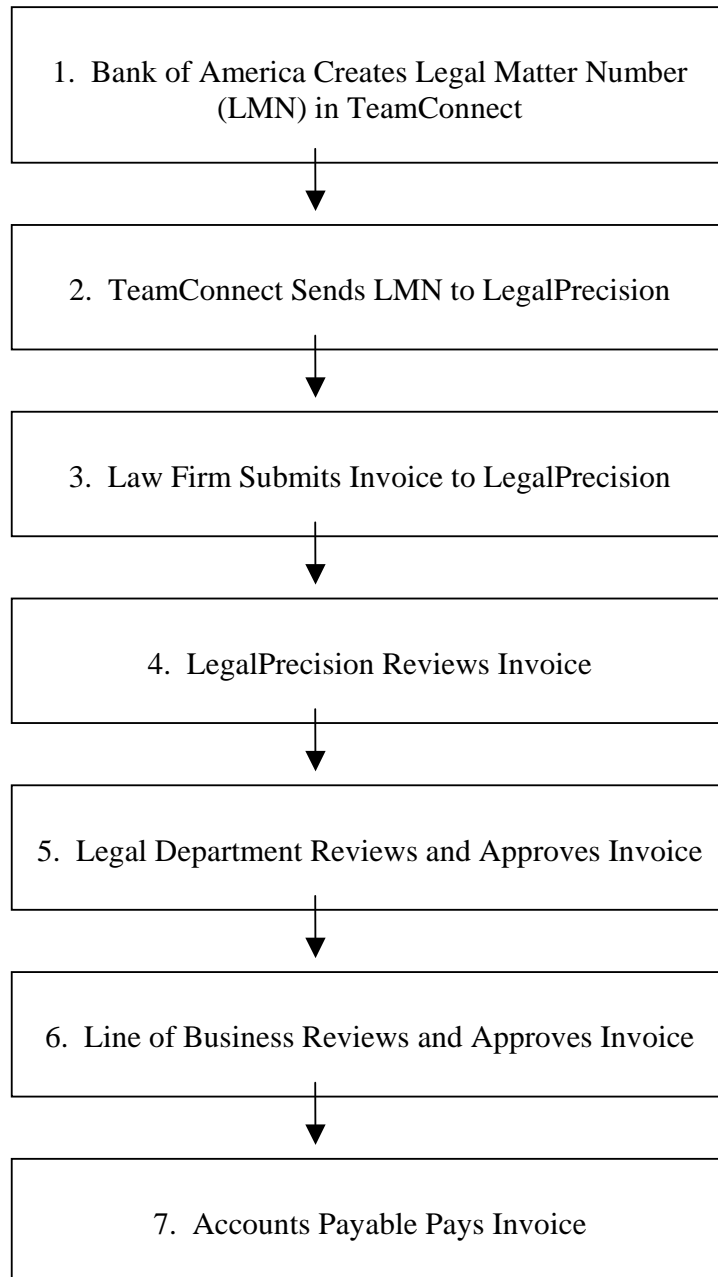 1. Bank of America Creates Legal Matter Number
(LMN) in TeamConnect
2. TeamConnect Sends LMN to LegalPrecision
3. Law Firm Submits Invoice to LegalPrecision
4. LegalPrecision Reviews Invoice
5. Legal Department Reviews and Approves Invoice
6. Line of Business Reviews and Approves Invoice
7. Accounts Payable Pays Invoice